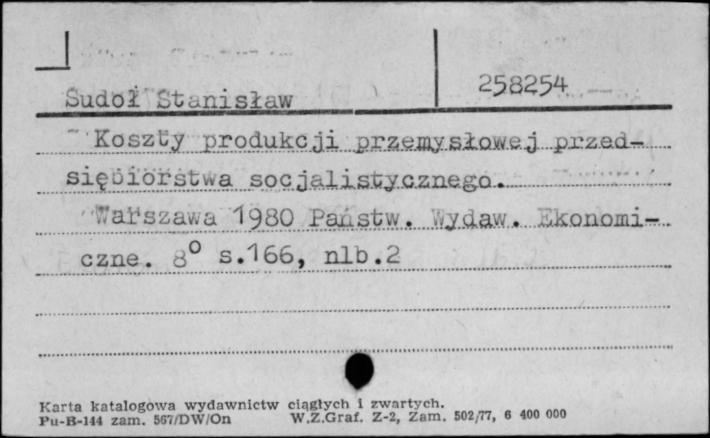 258254
Sudoł Stanisław
Koszty produkcji przemysłowej przed-
siębiorstwa socjalistycznego.
Warszawa 1980 Państw. Wydaw. Ekonomi-
czne. 8° s.166, nlb.2
Karta katalogowa wydawnictw ciągłych i zwartych.
Pu-B-144 zam. 567/DW/On W.Z.Graf. Z-2, Zam. 502/77, 6 400 000